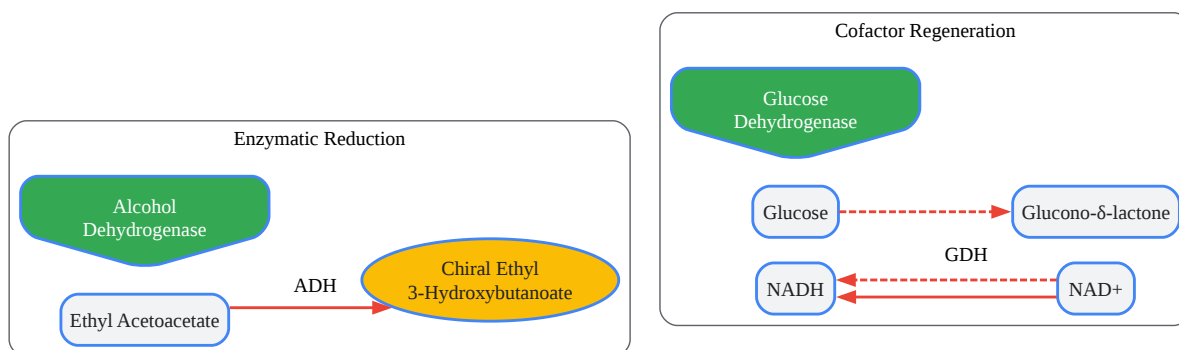 Enzymatic Reduction
Alcohol
Dehydrogenase
ADH
Ethyl Acetoacetate
Chiral Ethyl
3-Hydroxybutanoate
Cofactor Regeneration
Glucose
Dehydrogenase
Glucose
Glucono-δ-lactone
GDH
NADH
NAD+